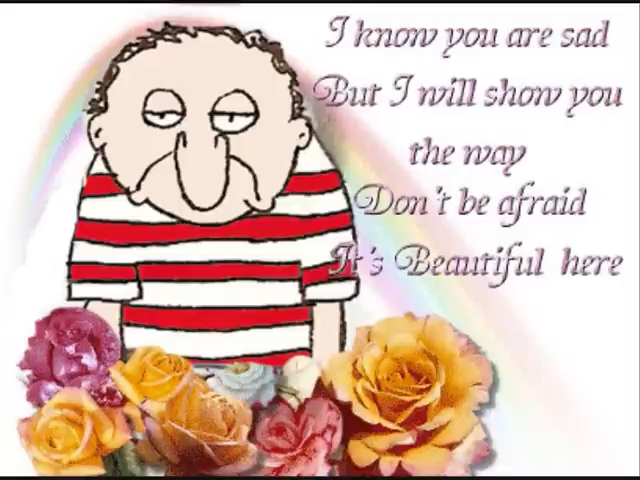 I know you are sad
But I will show you
the way
Don't be afraid
It's Beautiful here